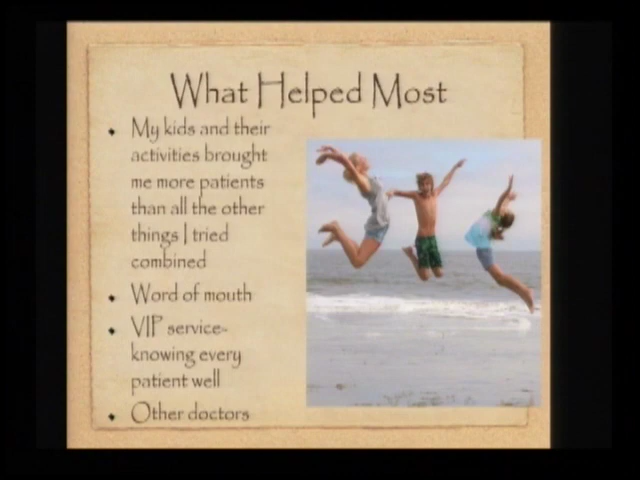 What Helped Most
• My kids and their
activities brought
me more patients
than all the other
things I tried
combined
• Word of mouth
• VIP service-
knowing every
patient well
• Other doctors